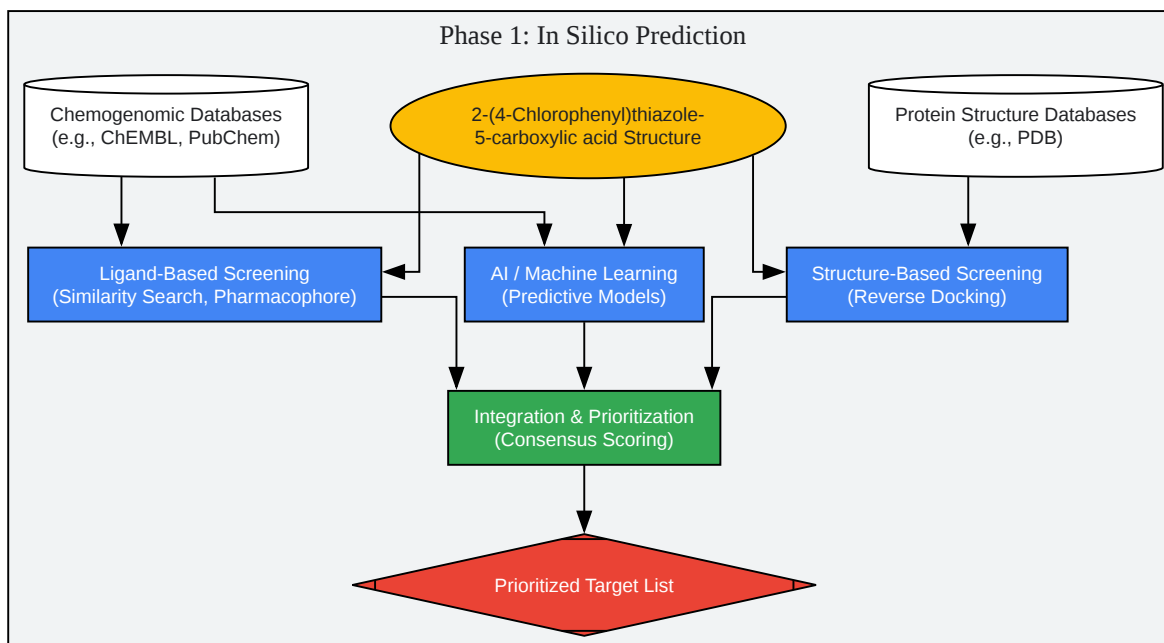 Phase 1: In Silico Prediction
Chemogenomic Databases
(e.g., ChEMBL, PubChem)
2-(4-Chlorophenyl)thiazole-
5-carboxylic acid Structure
Protein Structure Databases
(e.g., PDB)
Ligand-Based Screening
(Similarity Search, Pharmacophore)
AI / Machine Learning
(Predictive Models)
Structure-Based Screening
(Reverse Docking)
Integration & Prioritization
(Consensus Scoring)
Prioritized Target List